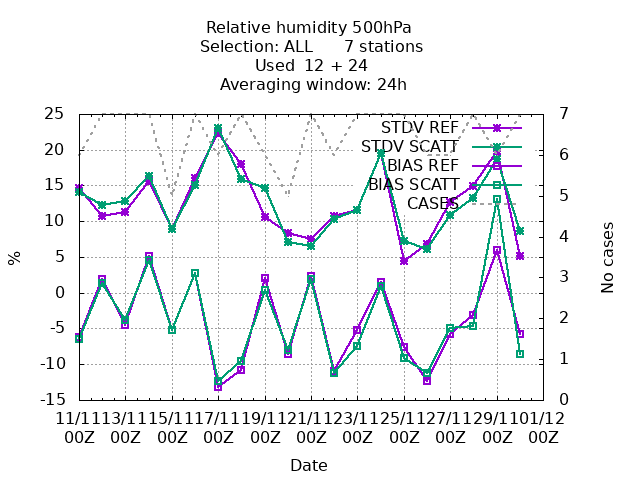 Relative humidity 500hPa
Selection: ALL      7 stations
Used  12 + 24
Averaging window: 24h
25
20
15
10
5
0
-5
-10
-15
%
7
6
5
4
3
2
1
0
No cases
STDV REF
STDV SCATT
BIAS REF
BIAS SCATT
CASES
11/11 13/11 15/11 17/11 19/11 21/11 23/11 25/11 27/11 29/11 01/12
00Z 00Z 00Z 00Z 00Z 00Z 00Z 00Z 00Z 00Z 00Z
Date